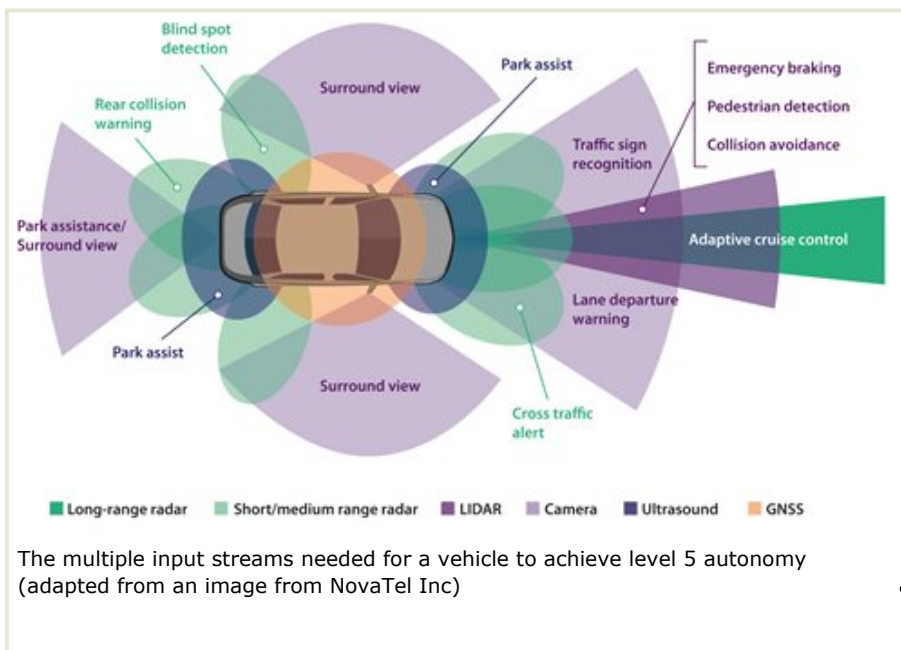 Blind spot
detection
Park assist
Emergency braking
Surround view
Pedestrian detection
Rear collision
warning
Traffic sign
recognition
Collision avoidance
Park assistance/
Surround view
Adaptive cruise control
Lane departure
warning
Park assist
Surround view
Cross traffic
alert
Long-range radar
Short/medium range radar
LIDAR
Camera
Ultrasound
GNSS
The multiple input streams needed for a vehicle to achieve level 5 autonomy
(adapted from an image from NovaTel Inc)